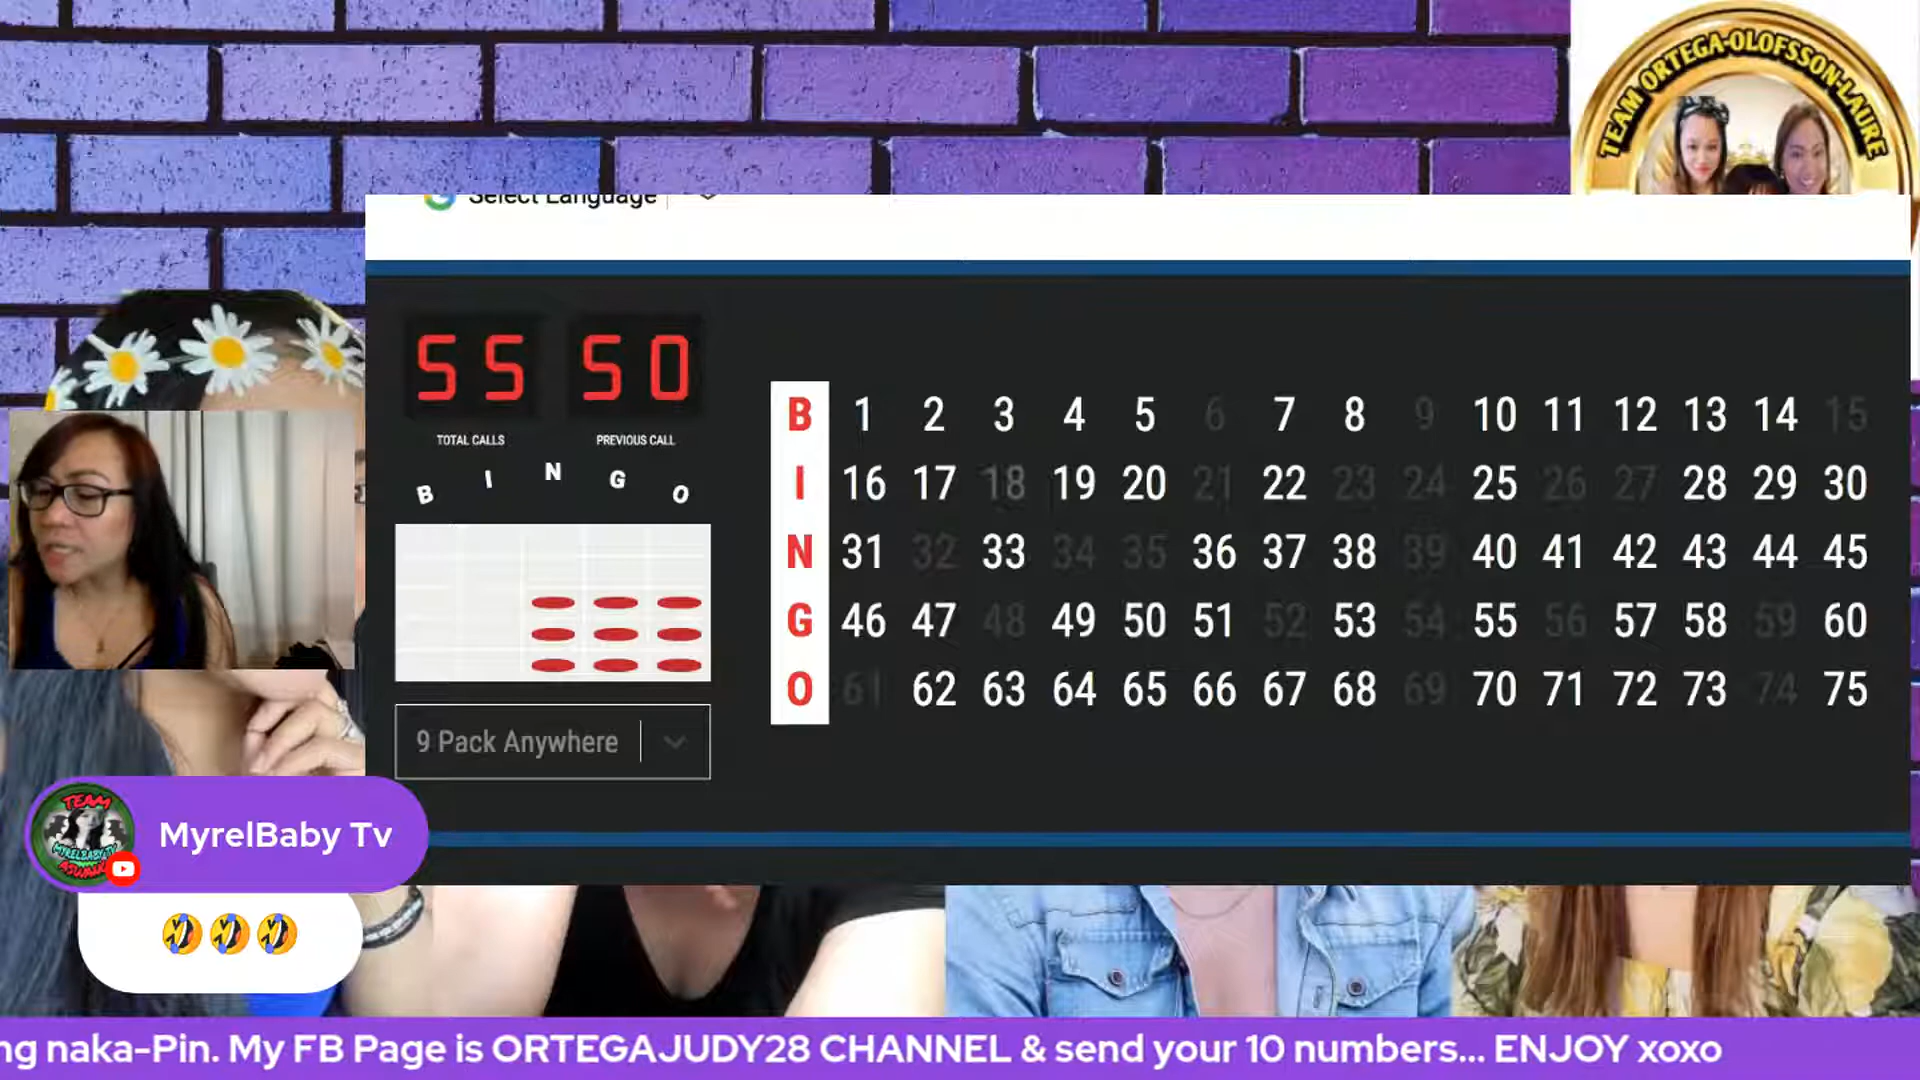 TEAM ORTEGA-OLOFSSON-LAURE
Select Language
55 50
TOTAL CALLS PREVIOUS CALL
B I N G O
9 Pack Anywhere
B 1 2 3 4 5 6 7 8 9 10 11 12 13 14 15
I 16 17 18 19 20 21 22 23 24 25 26 27 28 29 30
N 31 32 33 34 35 36 37 38 39 40 41 42 43 44 45
G 46 47 48 49 50 51 52 53 54 55 56 57 58 59 60
O 61 62 63 64 65 66 67 68 69 70 71 72 73 74 75
TEAM
MYRELBABYTV
MyrelBaby Tv
ng naka-Pin. My FB Page is ORTEGAJUDY28 CHANNEL & send your 10 numbers... ENJOY xoxo